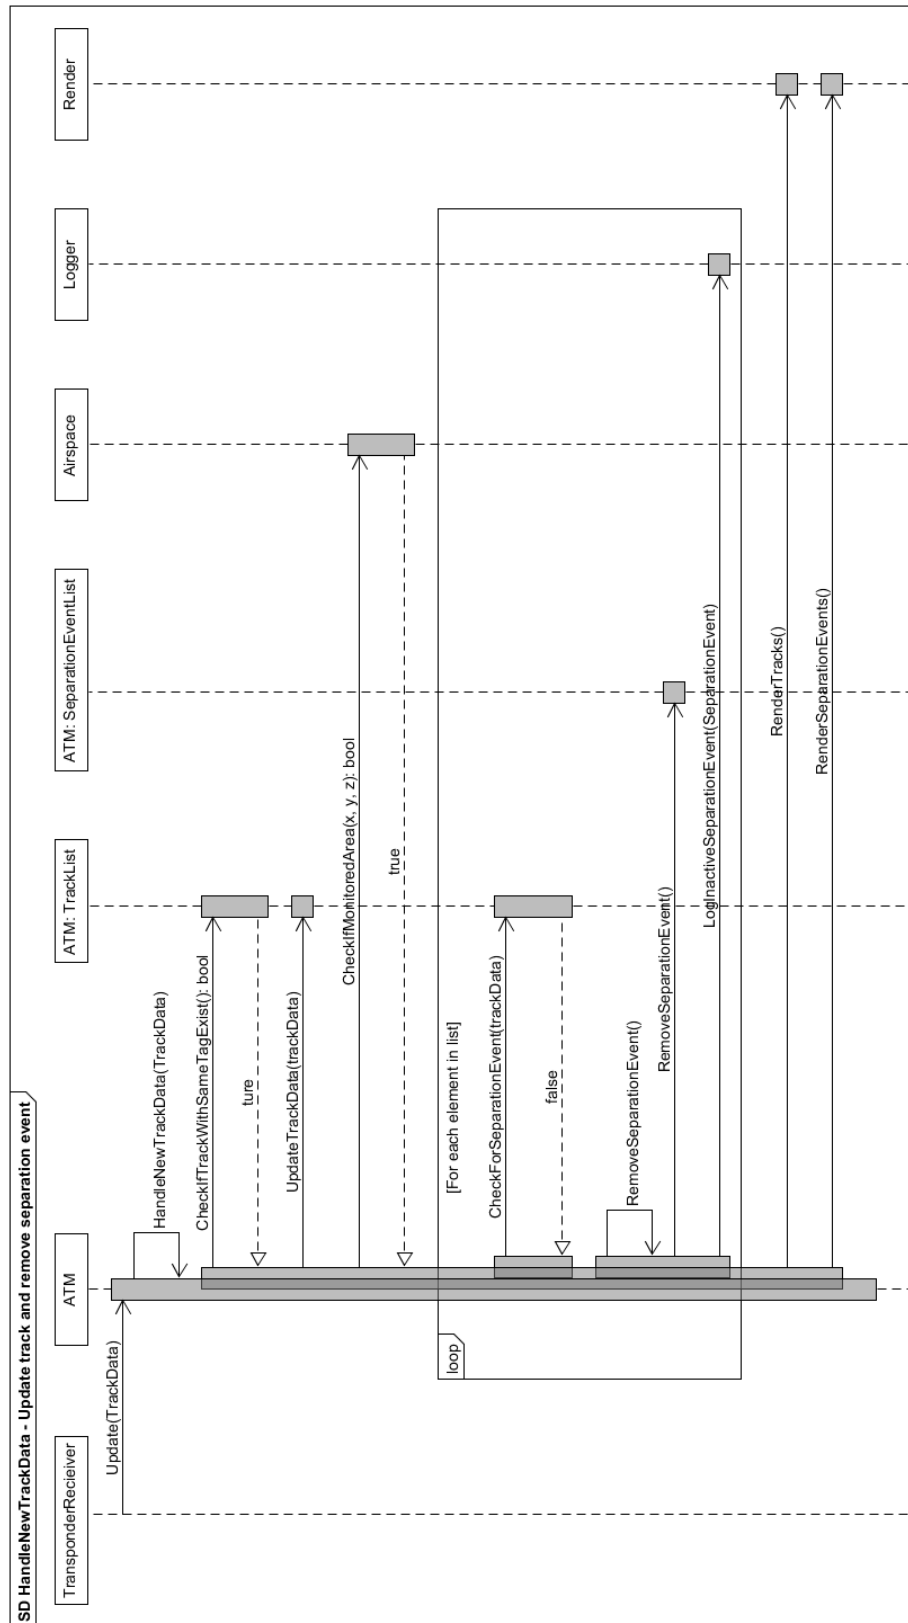 SD HandleNewTrackData - Update track and remove separation event
TransponderRecieiver
ATM
ATM: TrackList
ATM: SeparationEventList
Airspace
Logger
Render
Update(TrackData)
HandleNewTrackData(TrackData)
CheckIfTrackWithSameTagExist(): bool
ture
UpdateTrackData(trackData)
CheckIfMonitoredArea(x, y, z): bool
true
loop
[For each element in list]
CheckForSeparationEvent(trackData)
false
RemoveSeparationEvent()
RemoveSeparationEvent()
LogInactiveSeparationEvent(SeparationEvent)
RenderTracks()
RenderSeparationEvents()